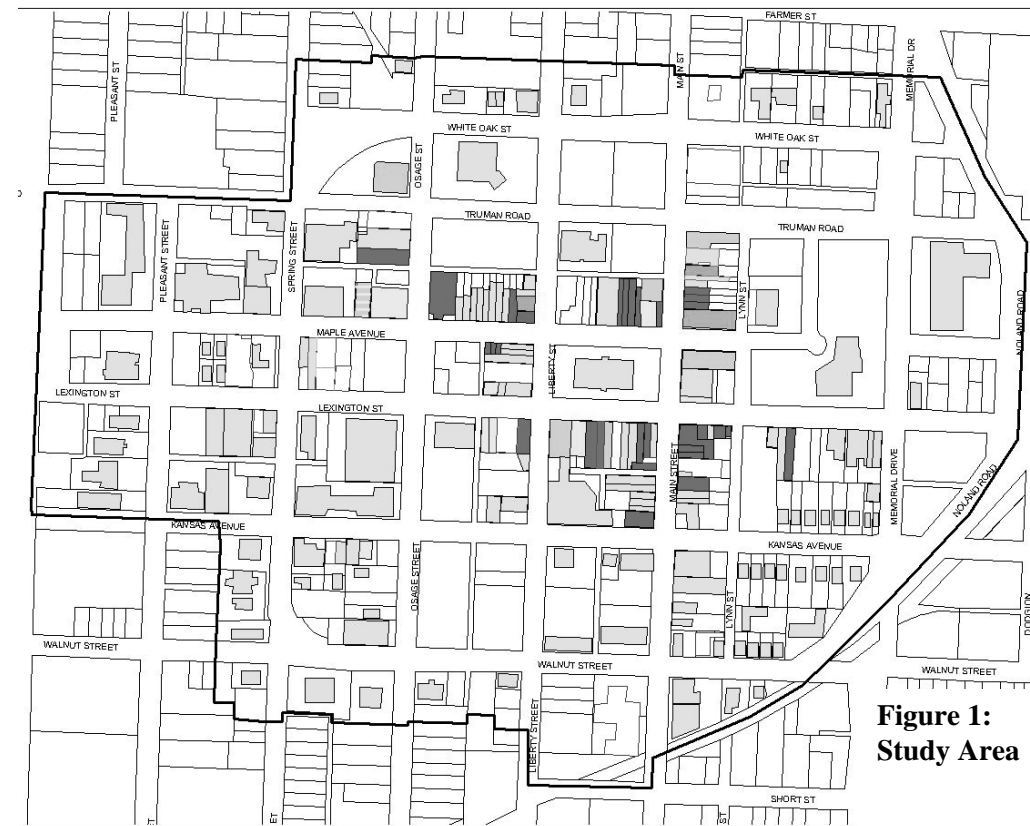 FARMER ST
PLEASANT ST
MAIN ST
MEMORIAL DR
WHITE OAK ST
WHITE OAK ST
OSAGE ST
TRUMAN ROAD
TRUMAN ROAD
PLEASANT STREET
SPRING STREET
LYNN ST
NOLAND ROAD
MAPLE AVENUE
LIBERTY ST
LEXINGTON ST
LEXINGTON ST
MAIN STREET
MEMORIAL DRIVE
NOLAND ROAD
KANSAS AVENUE
KANSAS AVENUE
OSAGE STREET
LYNN ST
DODGION
WALNUT STREET
WALNUT STREET
WALNUT STREET
LIBERTY STREET
Figure 1:
Study Area
SHORT ST
ET
ST